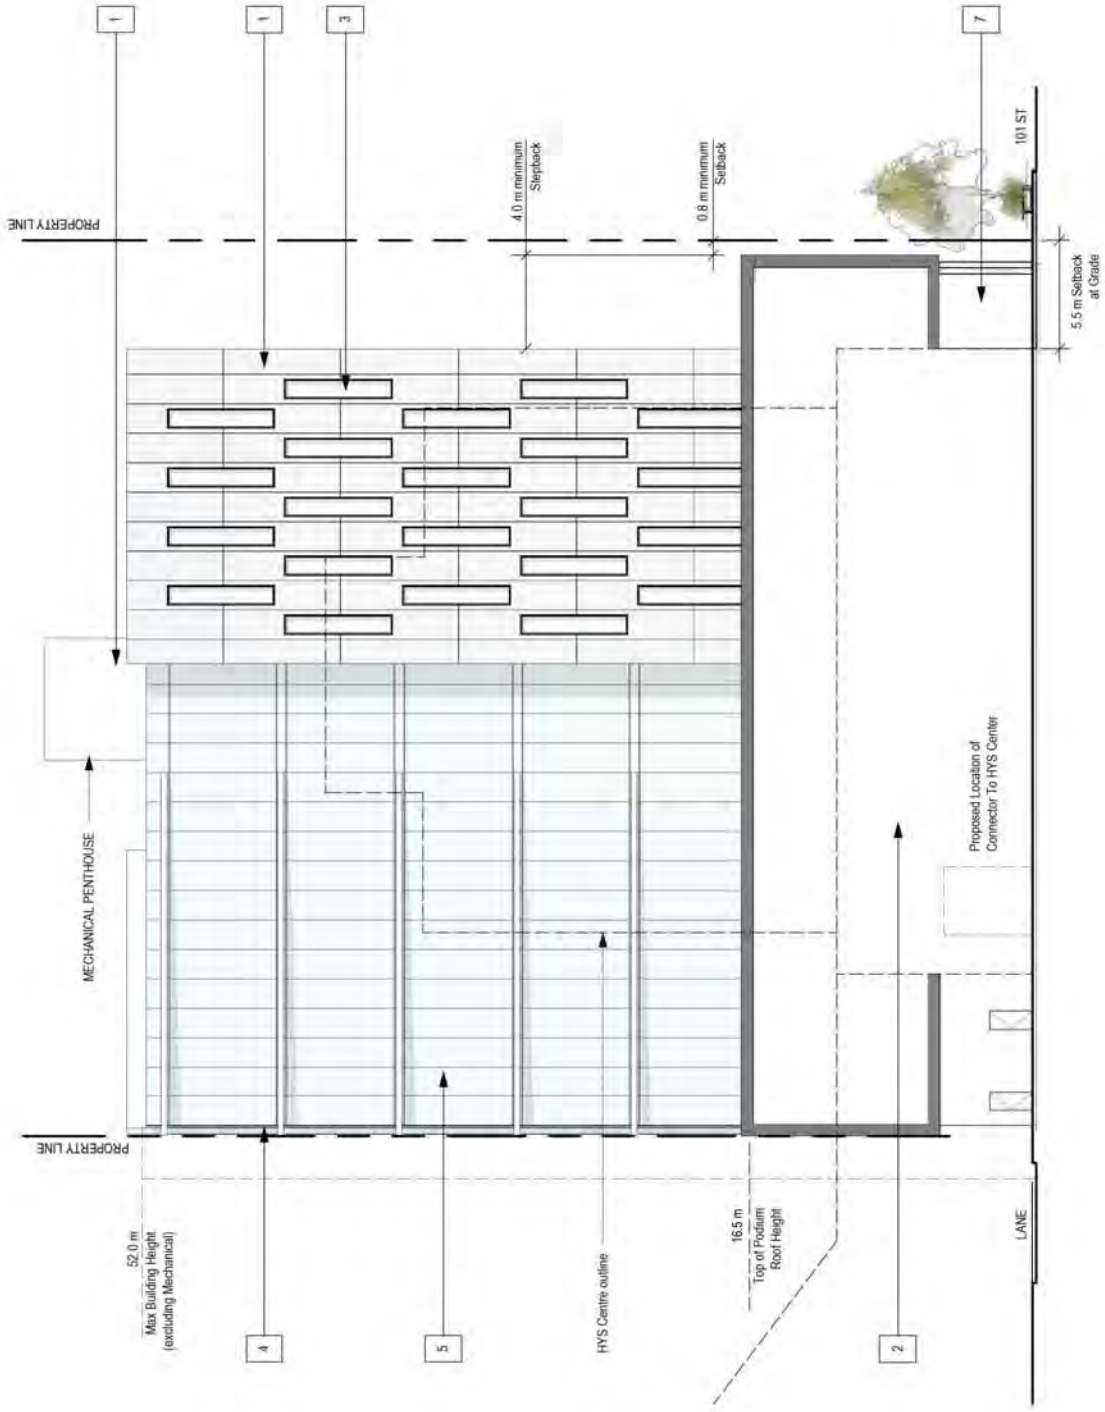 1
1
3
7
PROPERTY LINE
4.0 m minimum
Stepback
0.8 m minimum
Setback
101 ST
5.5 m Setback
at Grade
MECHANICAL PENTHOUSE
Proposed Location of
Connector To HYS Center
PROPERTY LINE
52.0 m
Max Building Height
(excluding Mechanical)
16.5 m
Top of Podium
Roof Height
HYS Centre outline
LANE
4
5
2